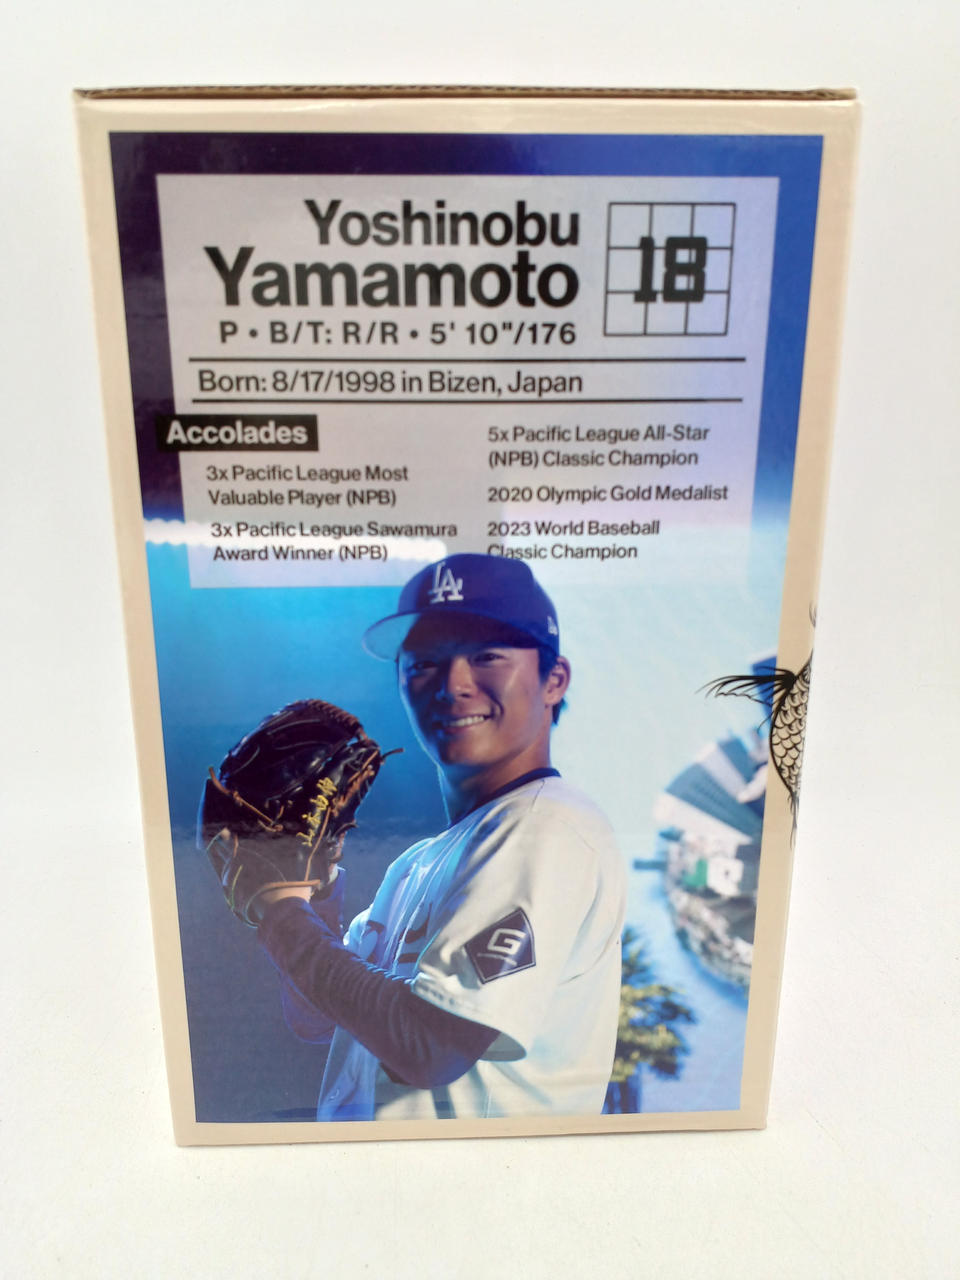 Yoshinobu
Yamamoto
18
P • B/T: R/R • 5' 10"/176
Born: 8/17/1998 in Bizen, Japan
Accolades
3x Pacific League Most
Valuable Player (NPB)
3x Pacific League Sawamura
Award Winner (NPB)
5x Pacific League All-Star
(NPB) Classic Champion
2020 Olympic Gold Medalist
2023 World Baseball
Classic Champion
LA
G